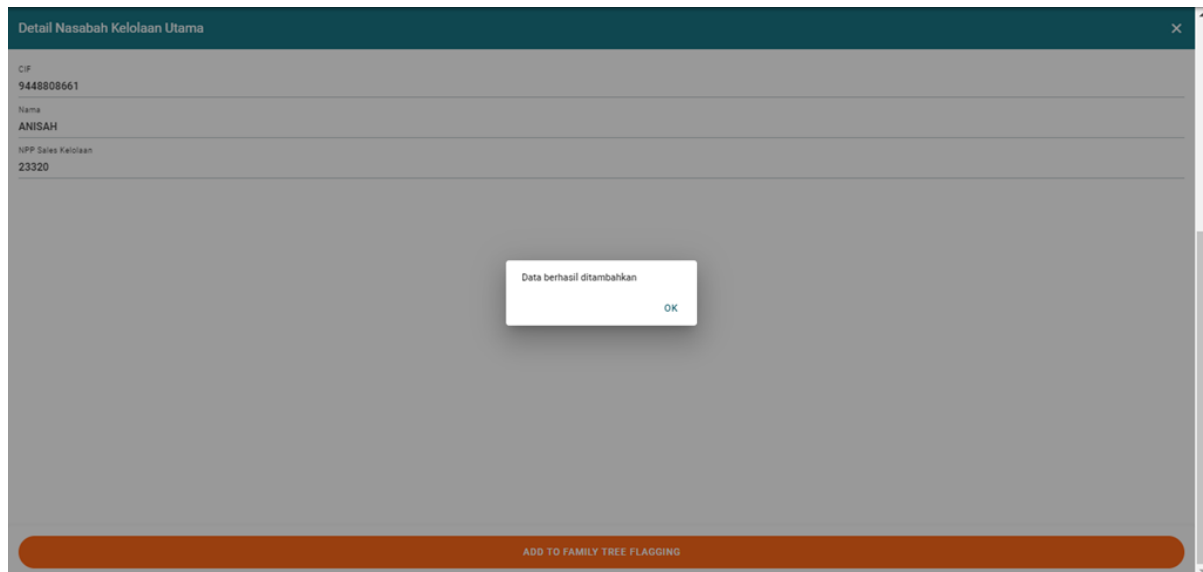 Detail Nasabah Kelolaan Utama
CIF
9448808661
Nama
ANISAH
NPP Sales Kelolaan
23320
Data berhasil ditambahkan
OK
ADD TO FAMILY TREE FLAGGING